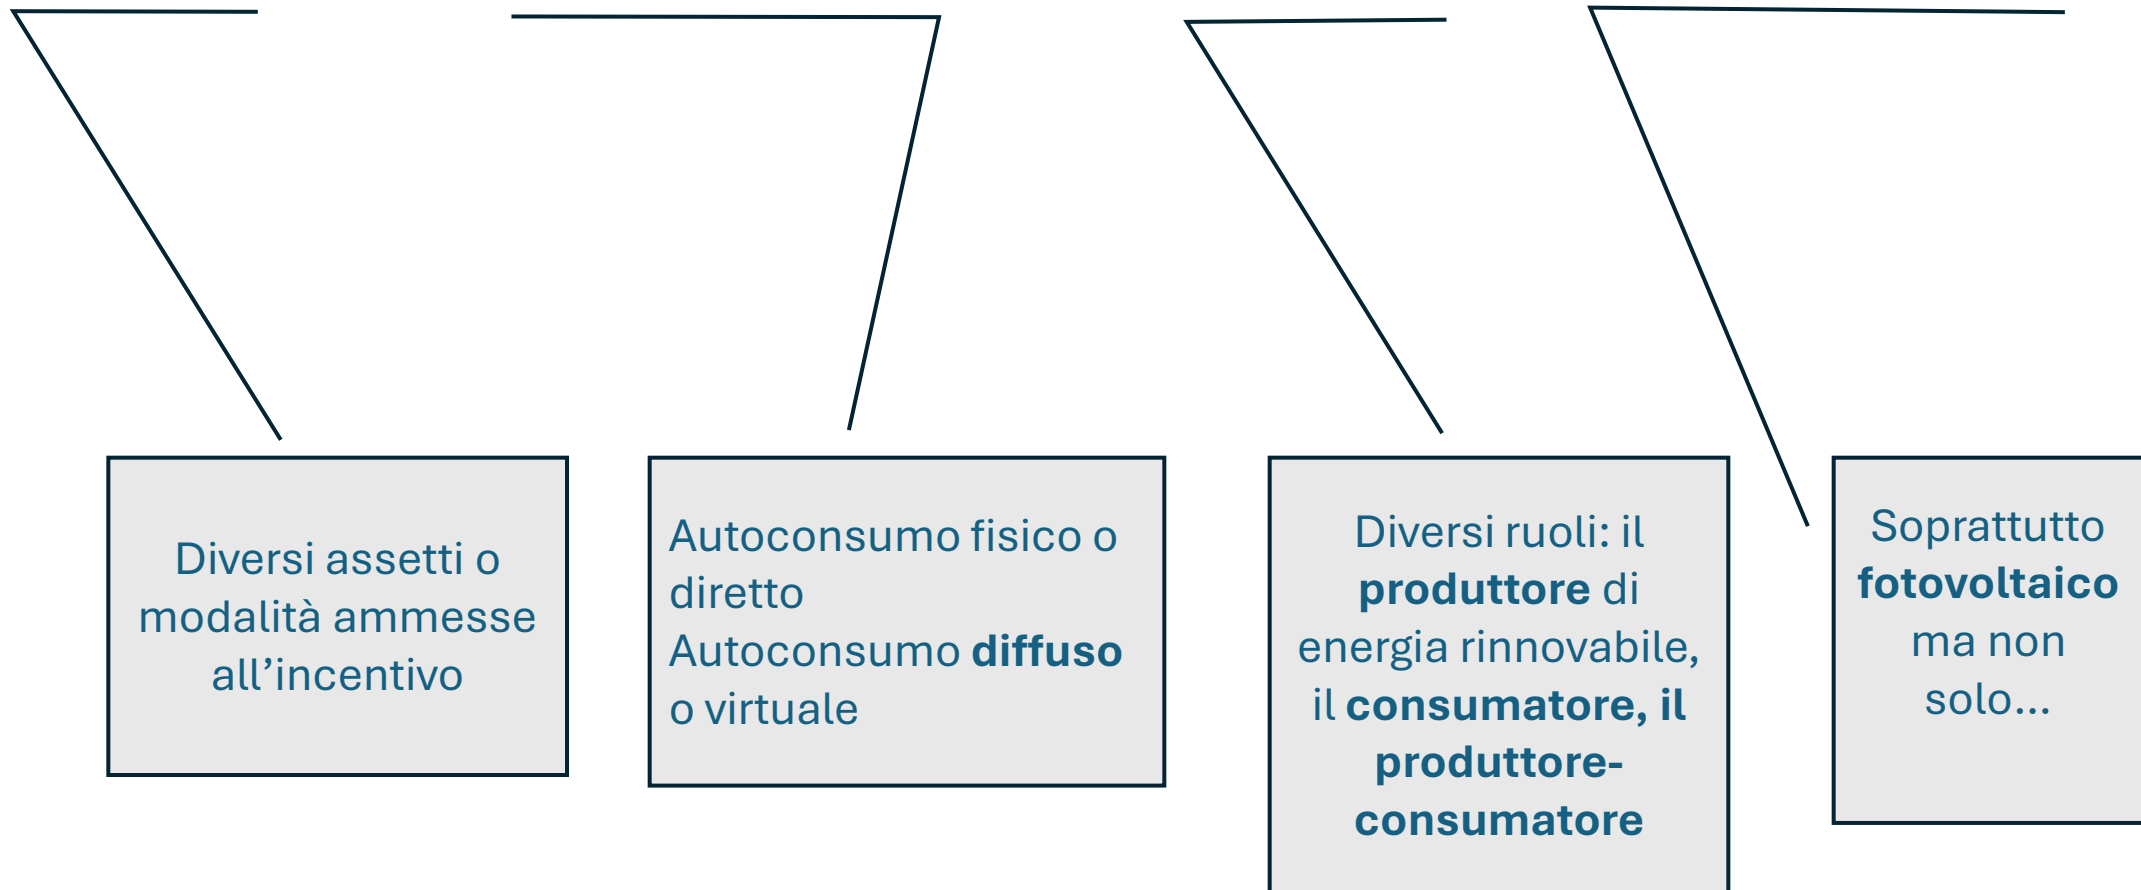 Diversi assetti o
modalità ammesse
all’incentivo
Autoconsumo fisico o
diretto
Autoconsumo diffuso
o virtuale
Diversi ruoli: il
produttore di
energia rinnovabile,
il consumatore, il
produttore-
consumatore
Soprattutto
fotovoltaico
ma non
solo...